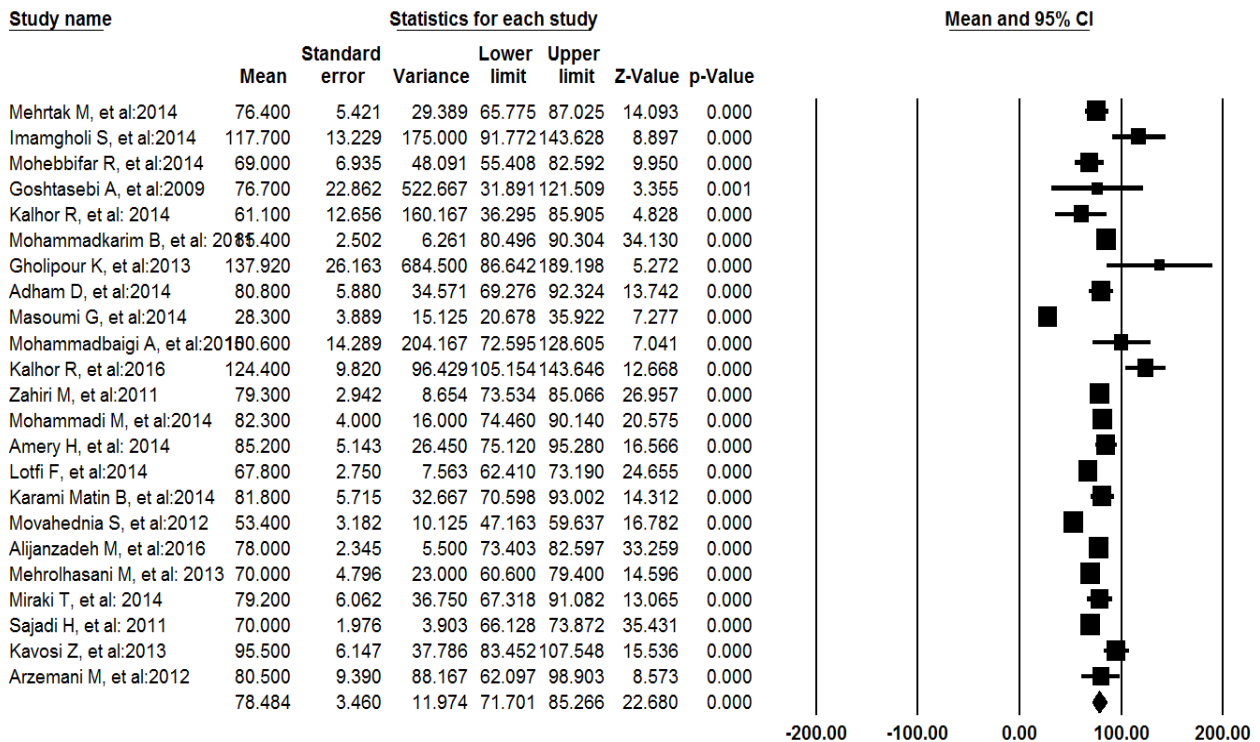 Study name Statistics for each study Mean and 95% CI
Standard Lower Upper
Mean error Variance limit limit Z-Value p-Value
Mehrtak M, et al:2014 76.400 5.421 29.389 65.775 87.025 14.093 0.000
Imamgholi S, et al:2014 117.700 13.229 175.000 91.772 143.628 8.897 0.000
Mohebbifar R, et al:2014 69.000 6.935 48.091 55.408 82.592 9.950 0.000
Goshtasebi A, et al:2009 76.700 22.862 522.667 31.891 121.509 3.355 0.001
Kalhor R, et al: 2014 61.100 12.656 160.167 36.295 85.905 4.828 0.000
Mohammadkarim B, et al: 85.400 2.502 6.261 80.496 90.304 34.130 0.000
Gholipour K, et al:2013 137.920 26.163 684.500 86.642 189.198 5.272 0.000
Adham D, et al:2014 80.800 5.880 34.571 69.276 92.324 13.742 0.000
Masoumi G, et al:2014 28.300 3.889 15.125 20.678 35.922 7.277 0.000
Mohammadbaigi A, et al: 100.600 14.289 204.167 72.595 128.605 7.041 0.000
Kalhor R, et al:2016 124.400 9.820 96.429 105.154 143.646 12.668 0.000
Zahiri M, et al:2011 79.300 2.942 8.654 73.534 85.066 26.957 0.000
Mohammadi M, et al:2014 82.300 4.000 16.000 74.460 90.140 20.575 0.000
Amery H, et al: 2014 85.200 5.143 26.450 75.120 95.280 16.566 0.000
Lotfi F, et al:2014 67.800 2.750 7.563 62.410 73.190 24.655 0.000
Karami Matin B, et al:2014 81.800 5.715 32.667 70.598 93.002 14.312 0.000
Movahednia S, et al:2012 53.400 3.182 10.125 47.163 59.637 16.782 0.000
Alijanzadeh M, et al:2016 78.000 2.345 5.500 73.403 82.597 33.259 0.000
Mehrolhasani M, et al: 2013 70.000 4.796 23.000 60.600 79.400 14.596 0.000
Miraki T, et al: 2014 79.200 6.062 36.750 67.318 91.082 13.065 0.000
Sajadi H, et al: 2011 70.000 1.976 3.903 66.128 73.872 35.431 0.000
Kavosi Z, et al:2013 95.500 6.147 37.786 83.452 107.548 15.536 0.000
Arzemani M, et al:2012 80.500 9.390 88.167 62.097 98.903 8.573 0.000
78.484 3.460 11.974 71.701 85.266 22.680 0.000
-200.00 -100.00 0.00 100.00 200.00